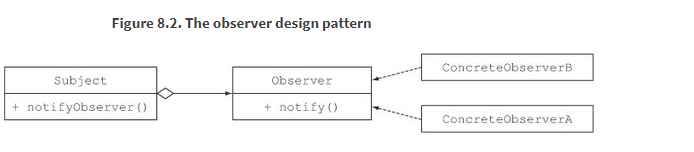 Figure 8.2. The observer design pattern
Subject
+ notifyObserver()
Observer
+ notify()
ConcreteObserverB
ConcreteObserverA